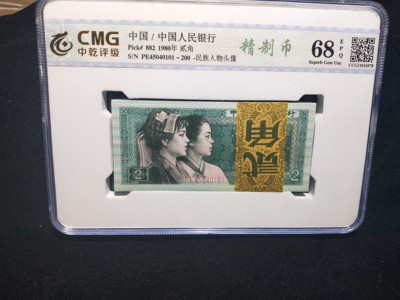 CMG
中乾评级
中国 / 中国人民银行
Pick# 882 1980年 贰角
S/N PE45040101 - 200 -民族人物头像
精制币
68
E
P
Q
Superb Gem Unc
2
贰角
2